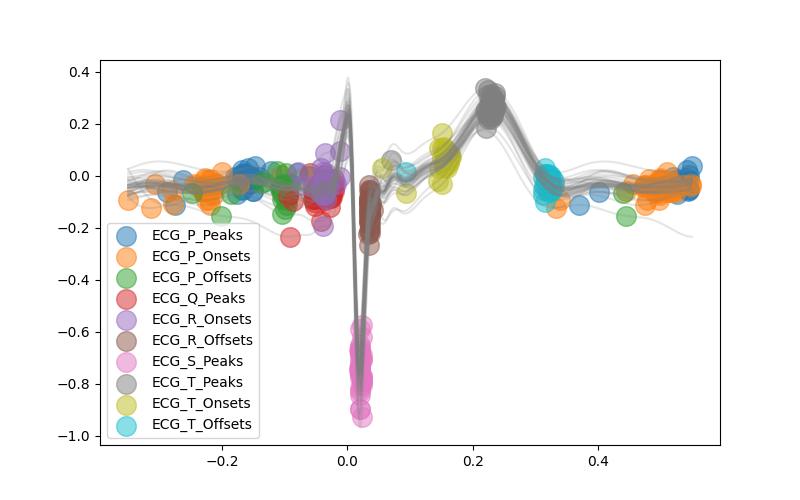 0.4
0.2
0.0
−0.2
−0.4
−0.6
−0.8
−1.0
ECG_P_Peaks
ECG_P_Onsets
ECG_P_Offsets
ECG_Q_Peaks
ECG_R_Onsets
ECG_R_Offsets
ECG_S_Peaks
ECG_T_Peaks
ECG_T_Onsets
ECG_T_Offsets
−0.2 0.0 0.2 0.4